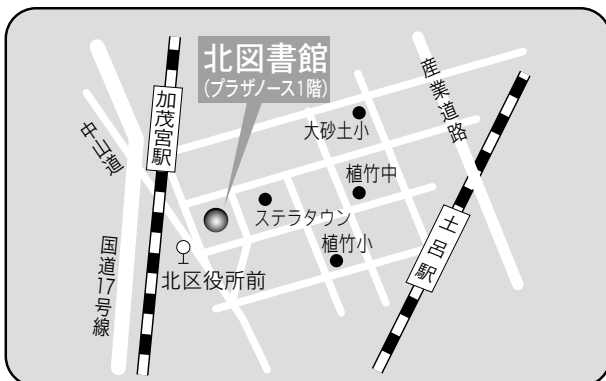 北図書館
(プラザノース1階)
産業道路
加茂宮駅
中山道
大砂土小
植竹中
ステラタウン
植竹小
土呂駅
北区役所前
国道17号線